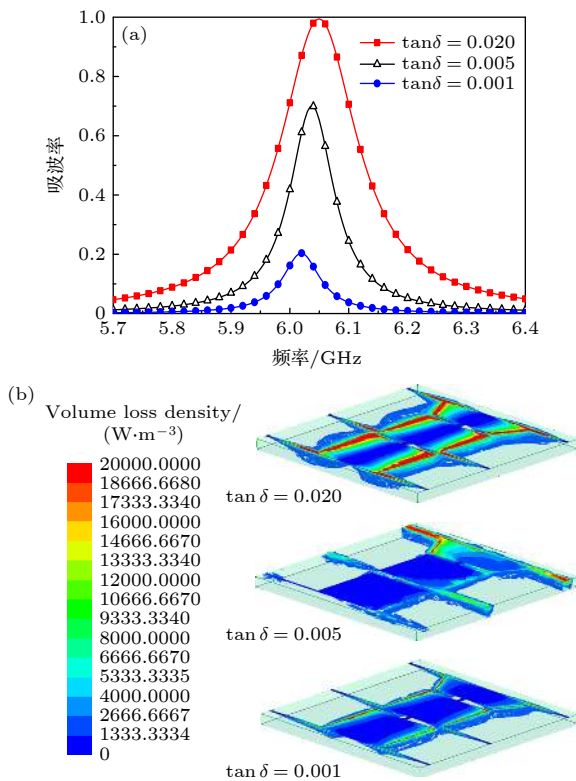 (a)
tanδ = 0.020
tanδ = 0.005
tanδ = 0.001
吸波率
1.0
0.8
0.6
0.4
0.2
0
5.7 5.8 5.9 6.0 6.1 6.2 6.3 6.4
频率/GHz
(b)
Volume loss density/
(W·m⁻³)
20000.0000
18666.6680
17333.3340
16000.0000
14666.6670
13333.3340
12000.0000
10666.6670
9333.3340
8000.0000
6666.6670
5333.3335
4000.0000
2666.6667
1333.3334
0
tan δ = 0.020
tan δ = 0.005
tan δ = 0.001